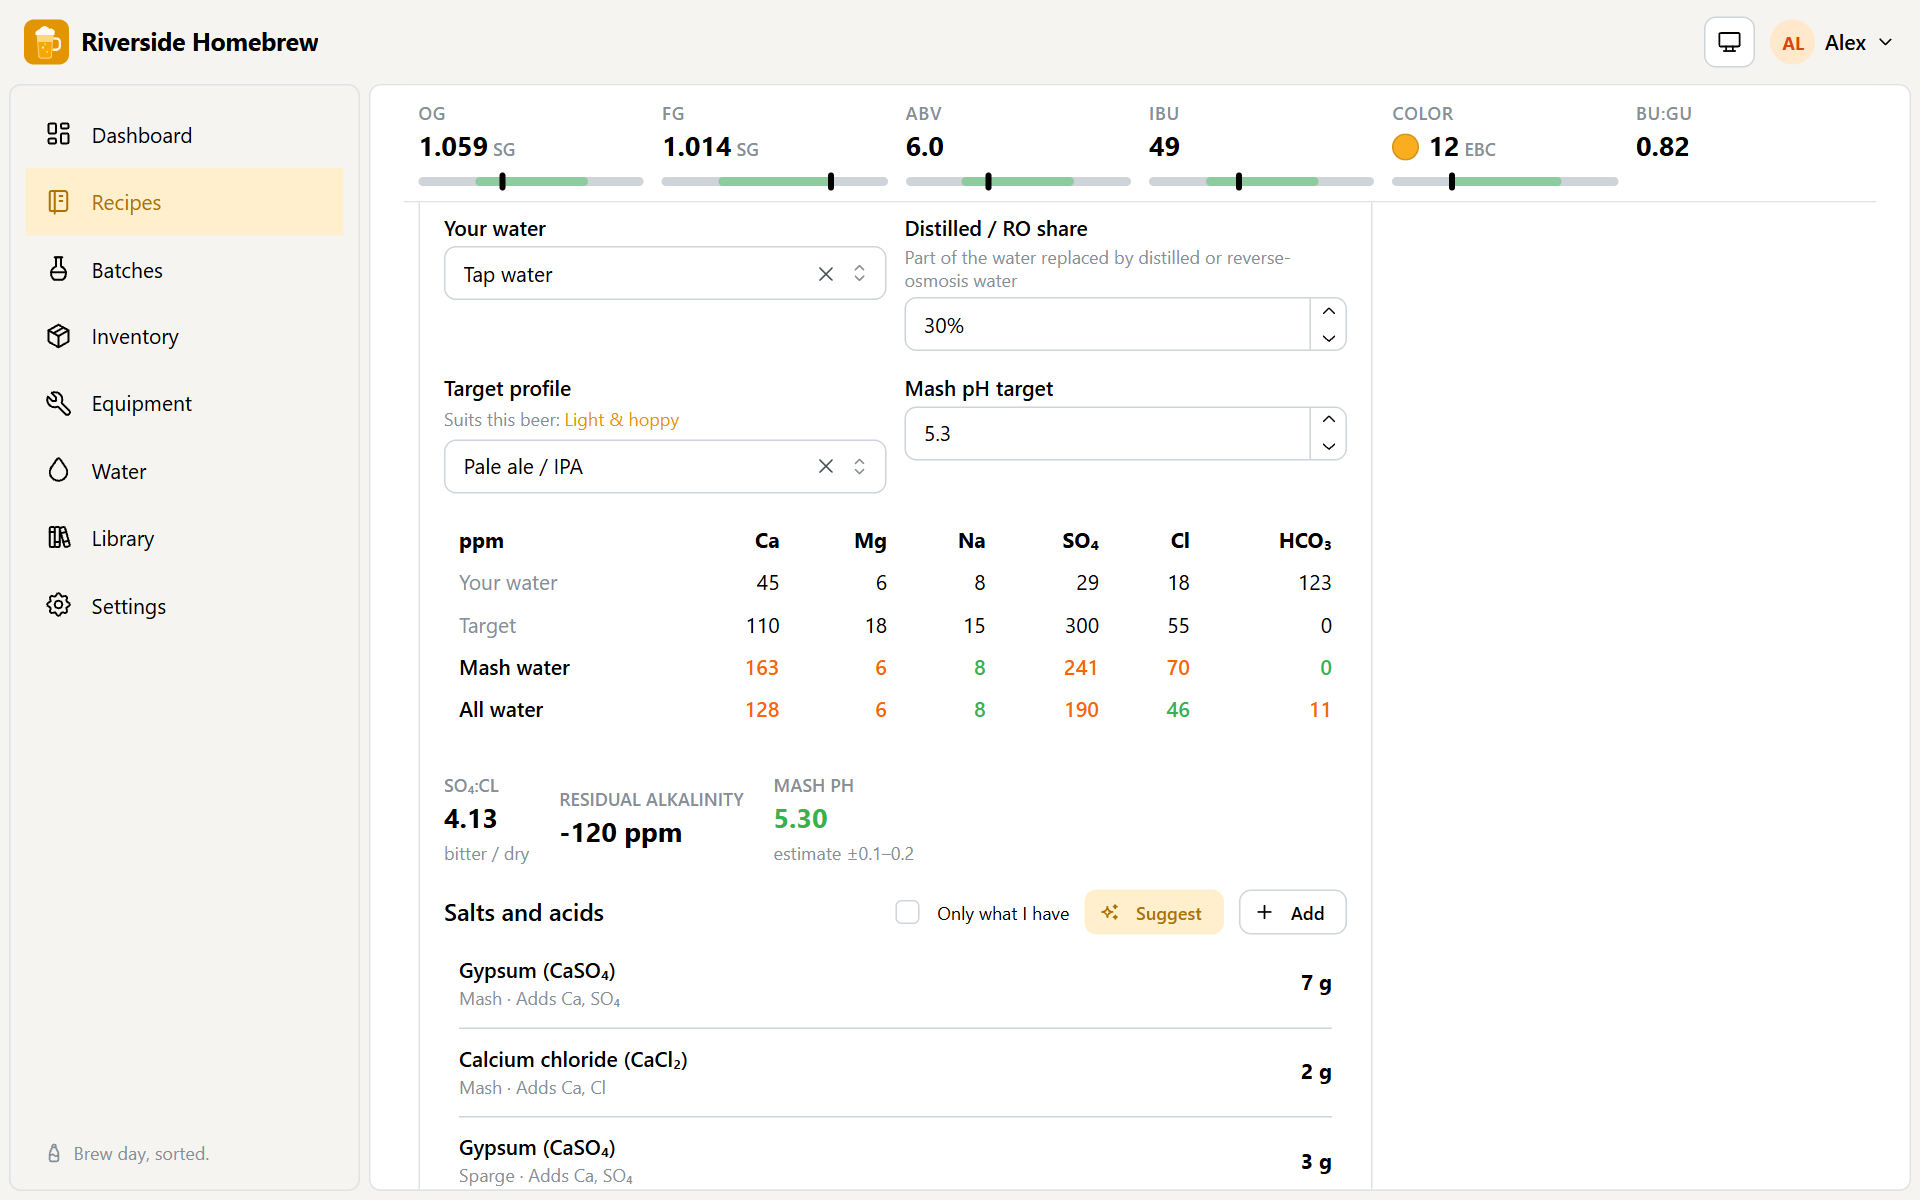 Riverside Homebrew
AL Alex
Dashboard
Recipes
Batches
Inventory
Equipment
Water
Library
Settings
Brew day, sorted.
OG
1.059 SG
FG
1.014 SG
ABV
6.0
IBU
49
COLOR
12 EBC
BU:GU
0.82
Your water
Tap water
Distilled / RO share
Part of the water replaced by distilled or reverse-
osmosis water
30%
Target profile
Suits this beer: Light & hoppy
Pale ale / IPA
Mash pH target
5.3
ppm Ca Mg Na SO₄ Cl HCO₃
Your water 45 6 8 29 18 123
Target 110 18 15 300 55 0
Mash water 163 6 8 241 70 0
All water 128 6 8 190 46 11
SO₄:CL
4.13
bitter / dry
RESIDUAL ALKALINITY
-120 ppm
MASH PH
5.30
estimate ±0.1–0.2
Salts and acids
Only what I have
Suggest
Add
Gypsum (CaSO₄)
Mash · Adds Ca, SO₄
7 g
Calcium chloride (CaCl₂)
Mash · Adds Ca, Cl
2 g
Gypsum (CaSO₄)
Sparge · Adds Ca, SO₄
3 g